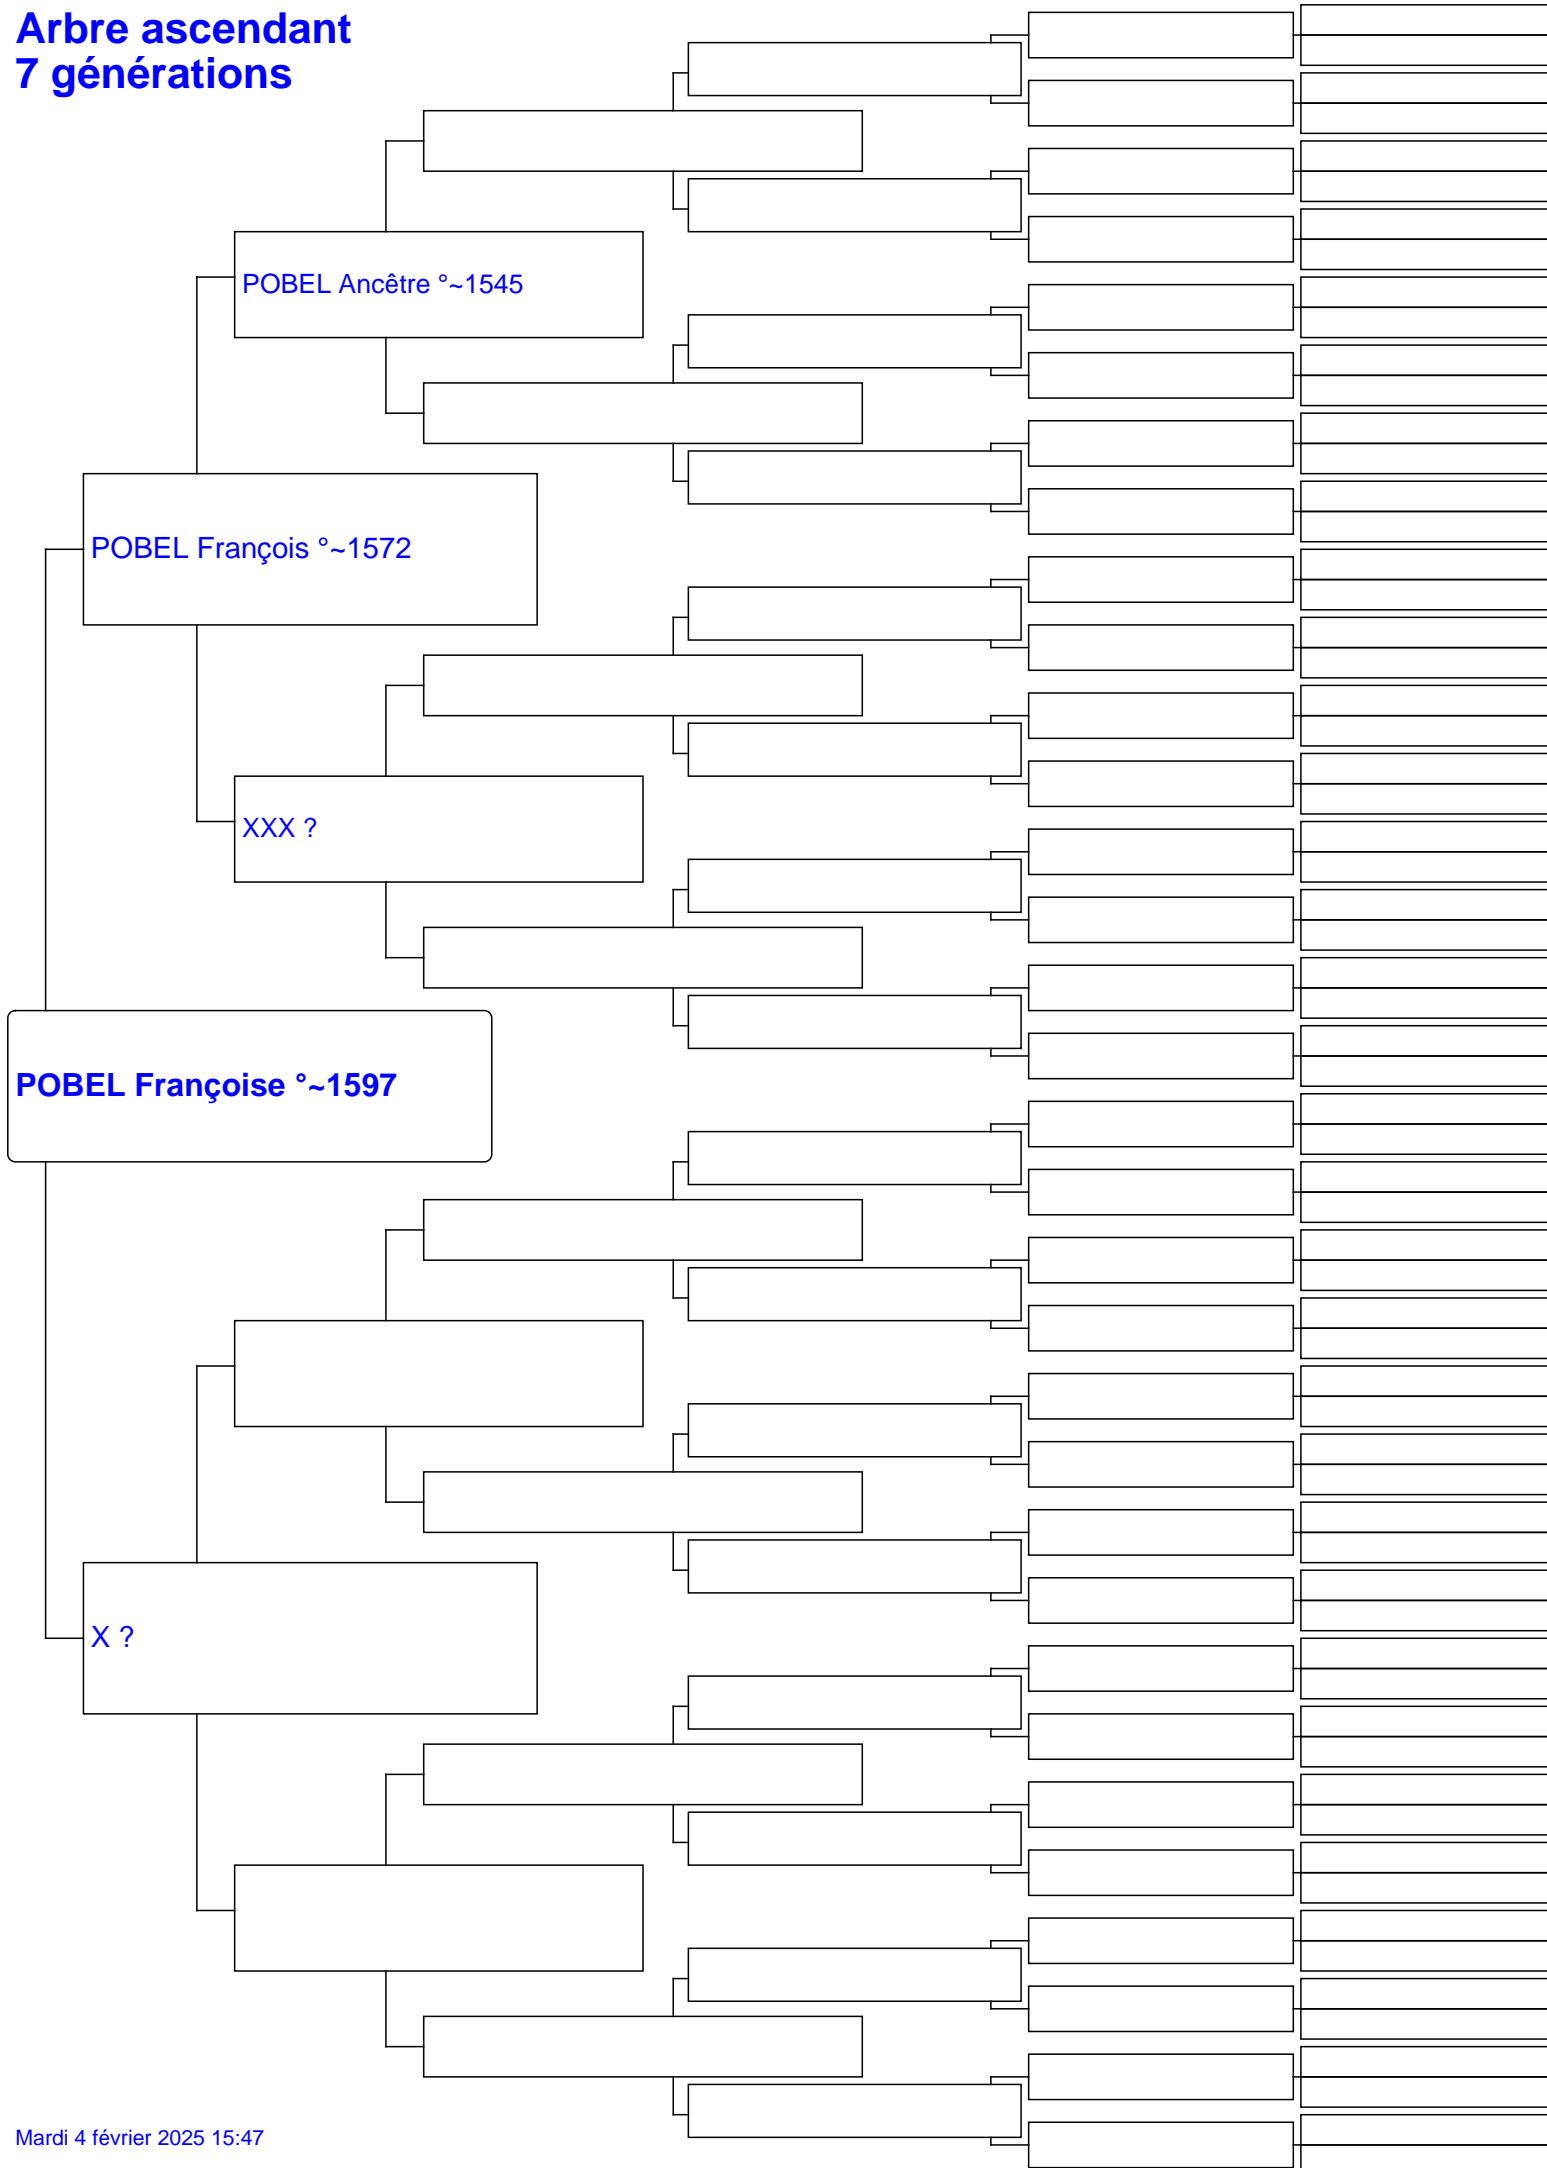 Arbre ascendant
7 générations
POBEL Ancêtre °~1545
POBEL François °~1572
XXX ?
POBEL Françoise °~1597
X ?
Mardi 4 février 2025 15:47